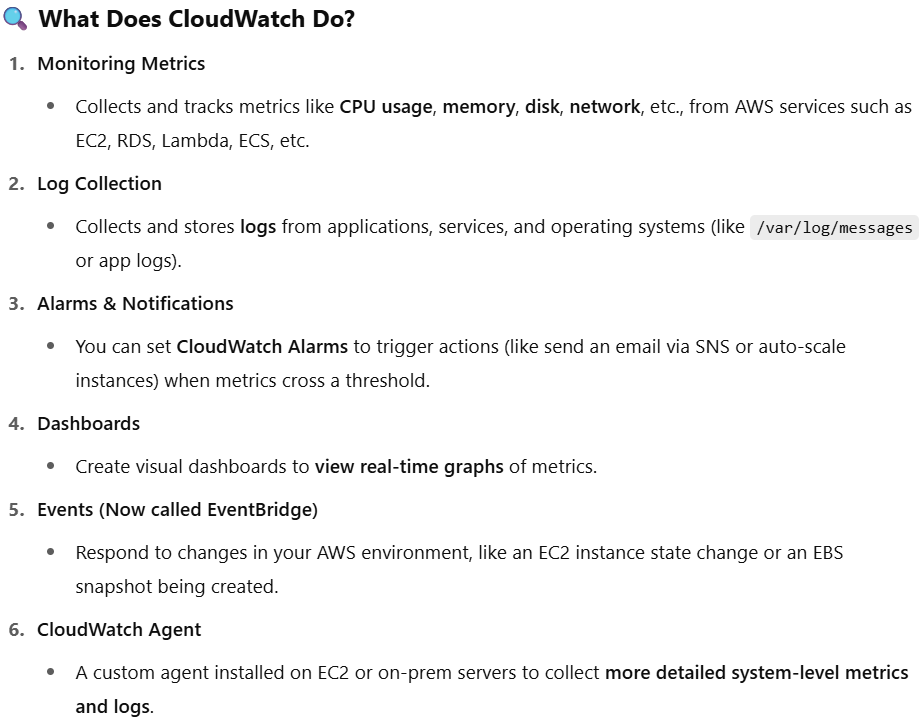 What Does CloudWatch Do?
1. Monitoring Metrics
• Collects and tracks metrics like CPU usage, memory, disk, network, etc., from AWS services such as
EC2, RDS, Lambda, ECS, etc.
2. Log Collection
• Collects and stores logs from applications, services, and operating systems (like /var/log/messages
or app logs).
3. Alarms & Notifications
• You can set CloudWatch Alarms to trigger actions (like send an email via SNS or auto-scale
instances) when metrics cross a threshold.
4. Dashboards
• Create visual dashboards to view real-time graphs of metrics.
5. Events (Now called EventBridge)
• Respond to changes in your AWS environment, like an EC2 instance state change or an EBS
snapshot being created.
6. CloudWatch Agent
• A custom agent installed on EC2 or on-prem servers to collect more detailed system-level metrics
and logs.